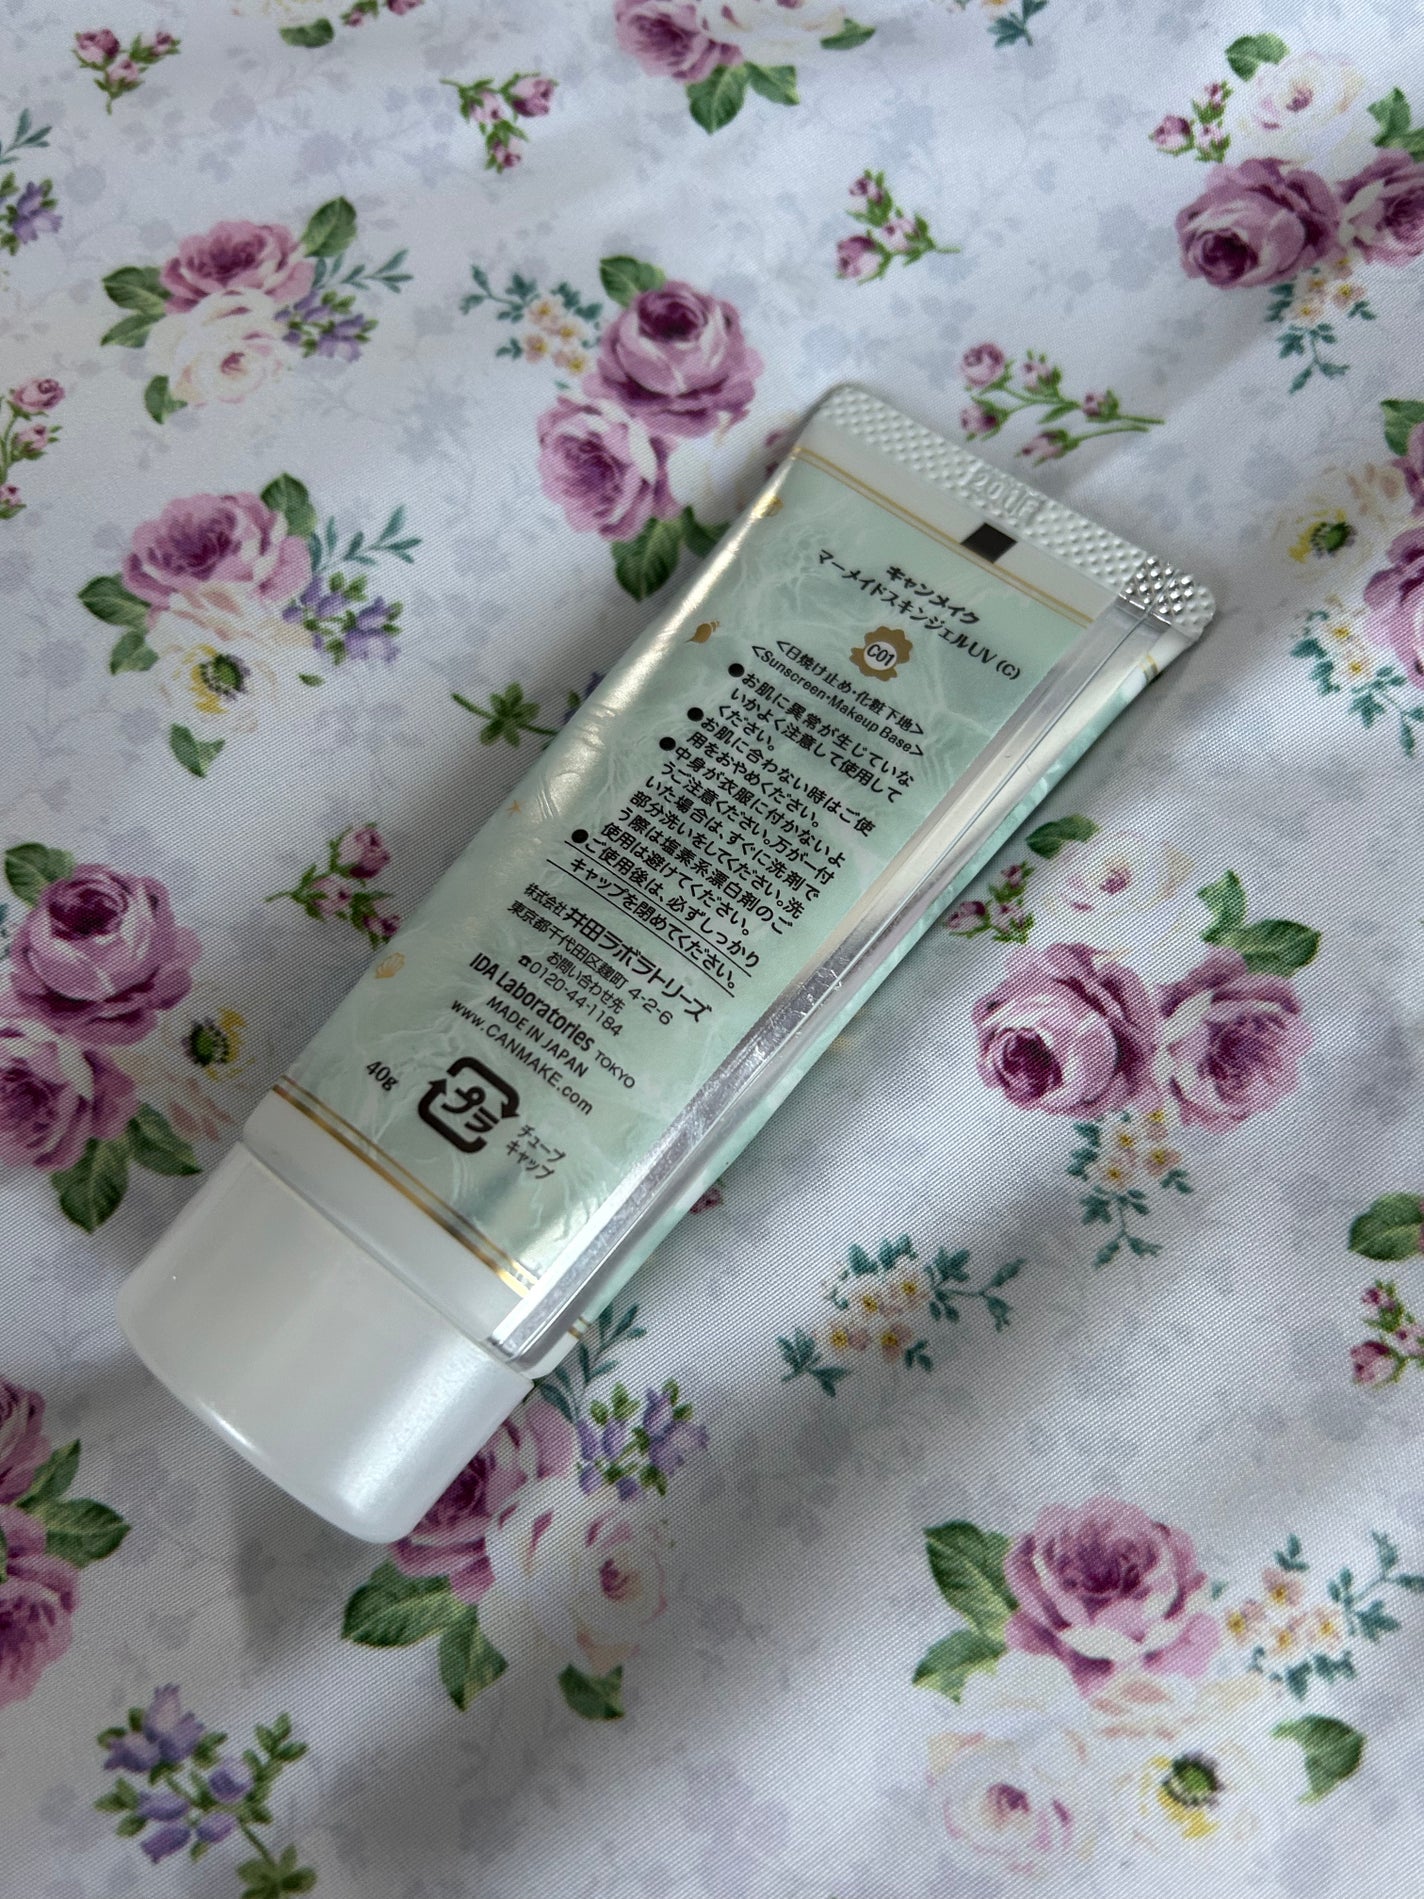 キャンメイク
マーメイドスキンジェルUV (C)
C01
<日焼け止め・化粧下地>
<Sunscreen・Makeup Base>
●お肌に異常が生じていな
いかよく注意して使用して
ください。
●お肌に合わない時はご使
用をおやめください。
●中身が衣服に付かないよ
うご注意ください。万が一付
いた場合は、すぐに洗剤で
部分洗いをしてください。洗
う際は塩素系漂白剤のご
使用は避けてください。
●ご使用後は、必ずしっかり
キャップを閉めてください。
株式会社井田ラボラトリーズ
東京都千代田区麹町 4-2-6
お問い合わせ先
☎0120-44-1184
IDA Laboratories TOKYO
MADE IN JAPAN
www.CANMAKE.com
40g
プラ
チューブ
キャップ